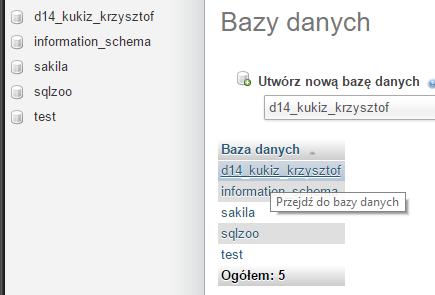 d14_kukiz_krzysztof
information_schema
sakila
sqlzoo
test
Bazy danych
Utwórz nową bazę danych
d14_kukiz_krzysztof
Baza danych
d14_kukiz_krzysztof
information_schema
Przejdź do bazy danych
sakila
sqlzoo
test
Ogółem: 5